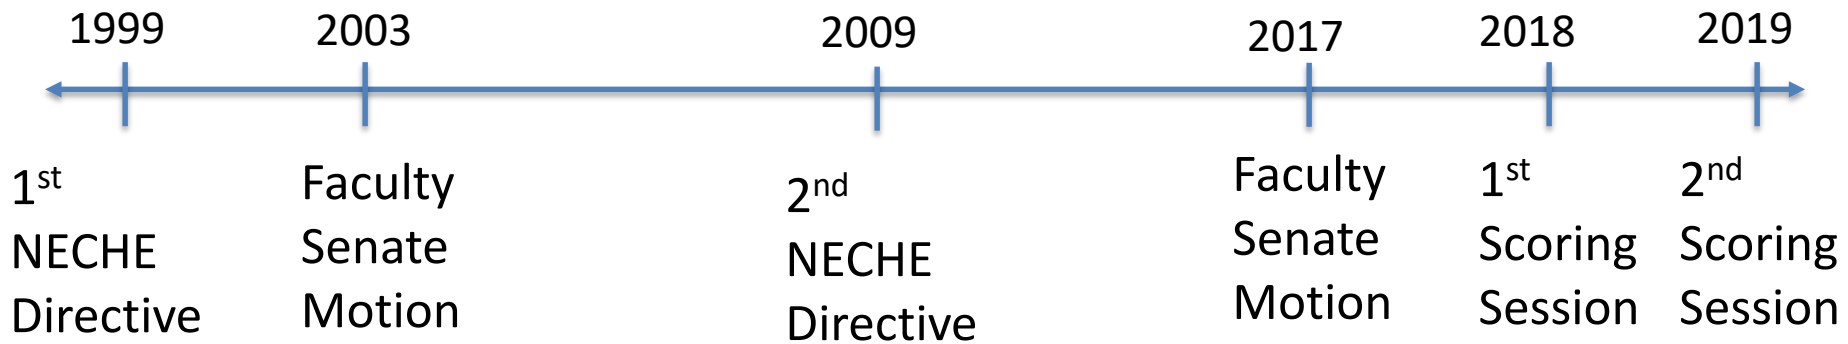 1999
2003
2009
2017
2018
2019
1st
NECHE
Directive
Faculty
Senate
Motion
2nd
NECHE
Directive
Faculty
Senate
Motion
1st
Scoring
Session
2nd
Scoring
Session